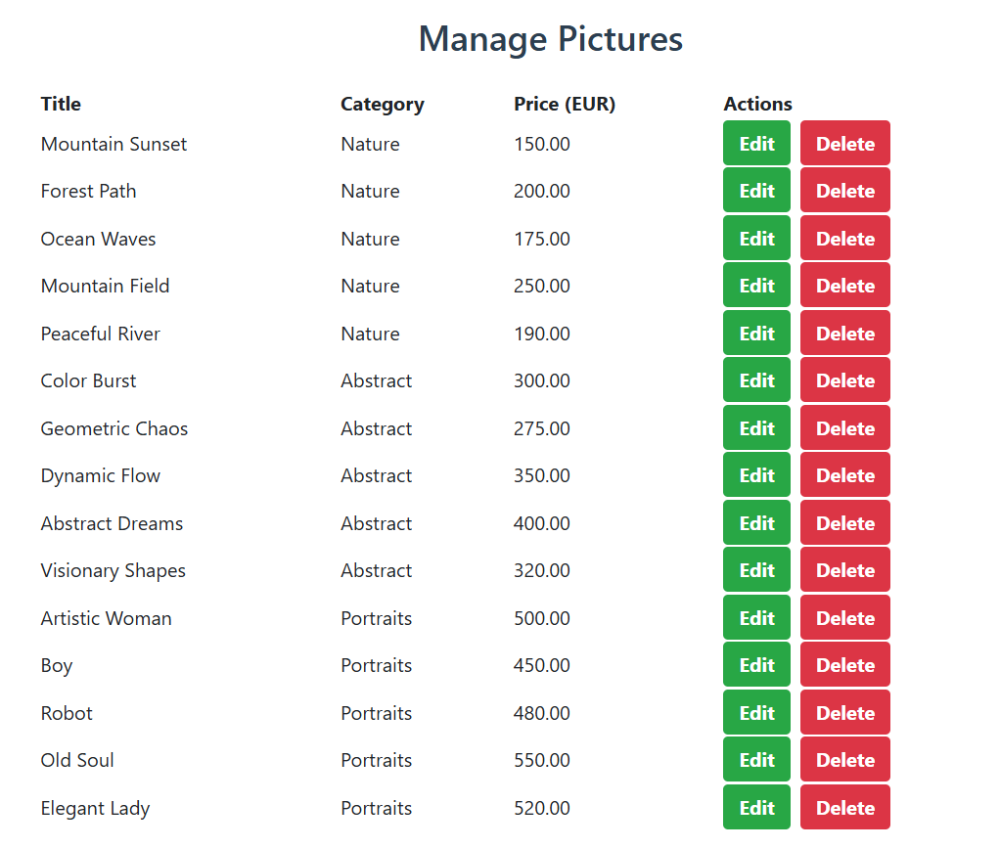 Manage Pictures
Title Category Price (EUR) Actions
Mountain Sunset Nature 150.00 Edit Delete
Forest Path Nature 200.00 Edit Delete
Ocean Waves Nature 175.00 Edit Delete
Mountain Field Nature 250.00 Edit Delete
Peaceful River Nature 190.00 Edit Delete
Color Burst Abstract 300.00 Edit Delete
Geometric Chaos Abstract 275.00 Edit Delete
Dynamic Flow Abstract 350.00 Edit Delete
Abstract Dreams Abstract 400.00 Edit Delete
Visionary Shapes Abstract 320.00 Edit Delete
Artistic Woman Portraits 500.00 Edit Delete
Boy Portraits 450.00 Edit Delete
Robot Portraits 480.00 Edit Delete
Old Soul Portraits 550.00 Edit Delete
Elegant Lady Portraits 520.00 Edit Delete